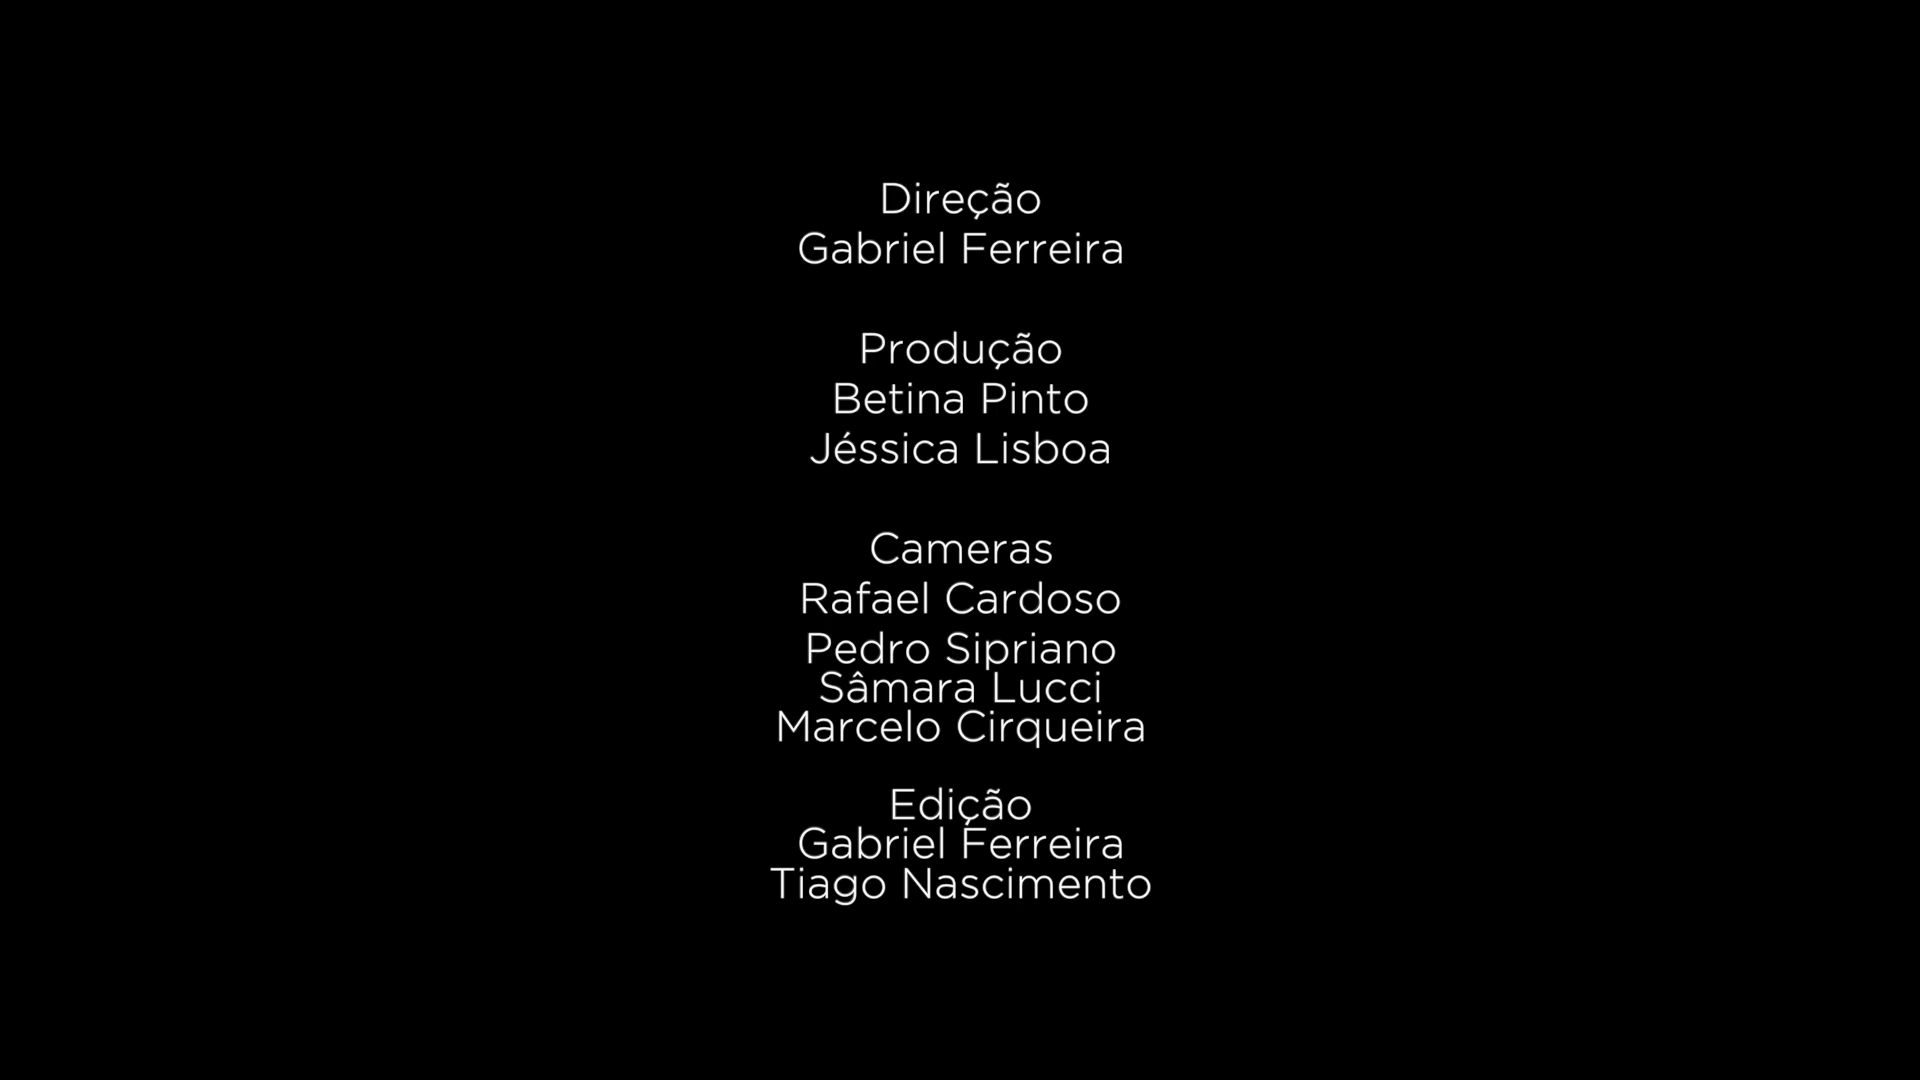 Direção
Gabriel Ferreira
Produção
Betina Pinto
Jéssica Lisboa
Cameras
Rafael Cardoso
Pedro Sipriano
Sâmara Lucci
Marcelo Cirqueira
Edição
Gabriel Ferreira
Tiago Nascimento